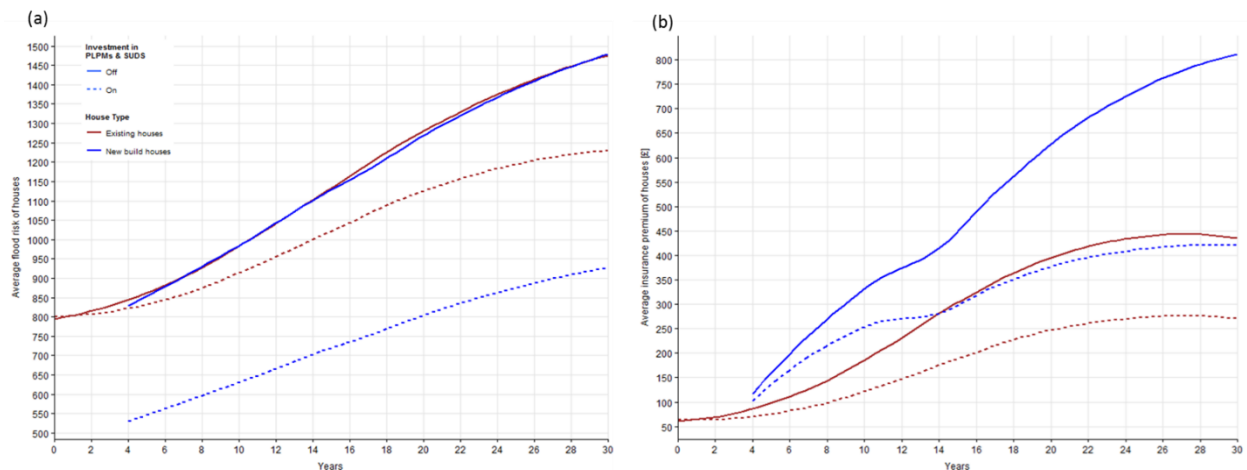 (a)
Investment in
PLPMs & SUDS
Off
On
House Type
Existing houses
New build houses
Average flood risk of houses
1500
1450
1400
1350
1300
1250
1200
1150
1100
1050
1000
950
900
850
800
750
700
650
600
550
500
0 2 4 6 8 10 12 14 16 18 20 22 24 26 28 30
Years
(b)
Average insurance premium of houses [£]
800
750
700
650
600
550
500
450
400
350
300
250
200
150
100
50
0 2 4 6 8 10 12 14 16 18 20 22 24 26 28 30
Years